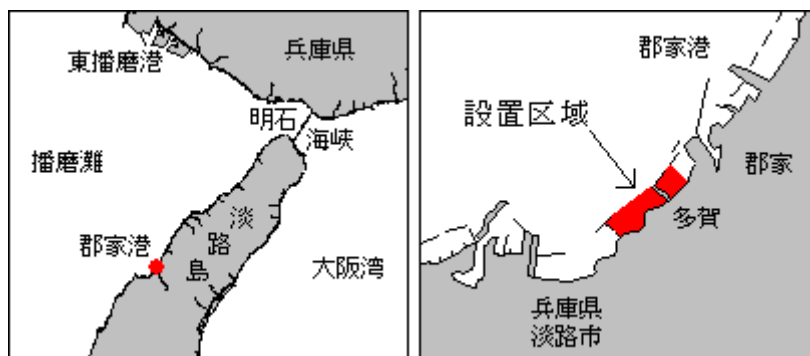 兵庫県
東播磨港
明石
海峡
播磨灘
淡路島
郡家港
大阪湾
郡家港
設置区域
郡家
多賀
兵庫県
淡路市